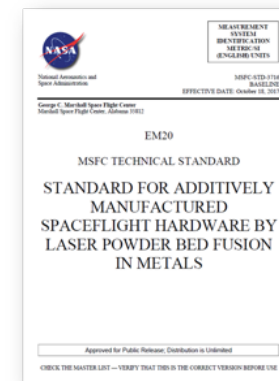 MEASUREMENT
SYSTEM
IDENTIFICATION
METRIC/SI
(ENGLISH) UNITS
NASA
National Aeronautics and
Space Administration
MSFC-STD-3716
BASELINE
EFFECTIVE DATE: October 18, 2017
George C. Marshall Space Flight Center
Marshall Space Flight Center, Alabama 35812
EM20
MSFC TECHNICAL STANDARD
STANDARD FOR ADDITIVELY
MANUFACTURED
SPACEFLIGHT HARDWARE BY
LASER POWDER BED FUSION
IN METALS
Approved for Public Release; Distribution is Unlimited
CHECK THE MASTER LIST — VERIFY THAT THIS IS THE CORRECT VERSION BEFORE USE